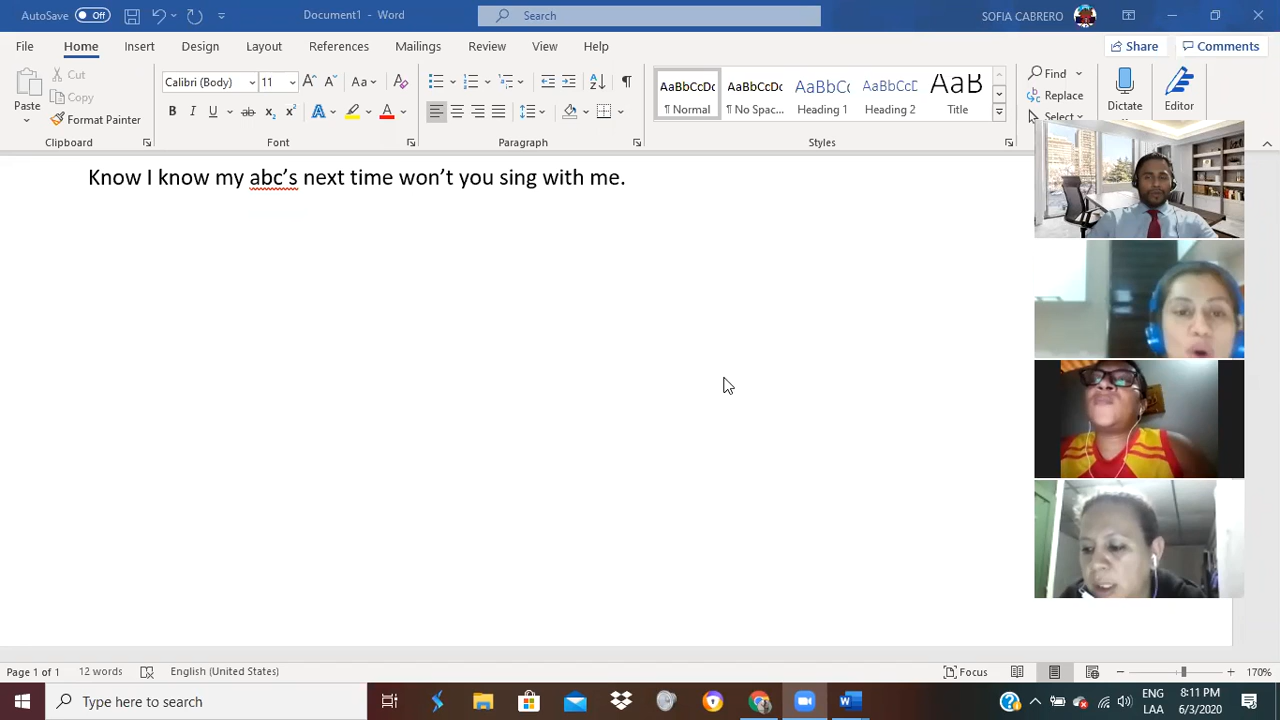 AutoSave Off Document1 - Word Search SOFIA CABRERO
File Home Insert Design Layout References Mailings Review View Help Share Comments
Paste Cut Copy Format Painter
Calibri (Body) 11 A A Aa A
B I U ab x₂ x² A A
¶
AaBbCcDc AaBbCcDc AaBbCc AaBbCcE AaB
¶ Normal ¶ No Spac... Heading 1 Heading 2 Title
Find Replace Select Dictate Editor
Clipboard Font Paragraph Styles
Know I know my abc’s next time won’t you sing with me.
Page 1 of 1 12 words English (United States) Focus 170%
Type here to search
ENG LAA
8:11 PM
6/3/2020